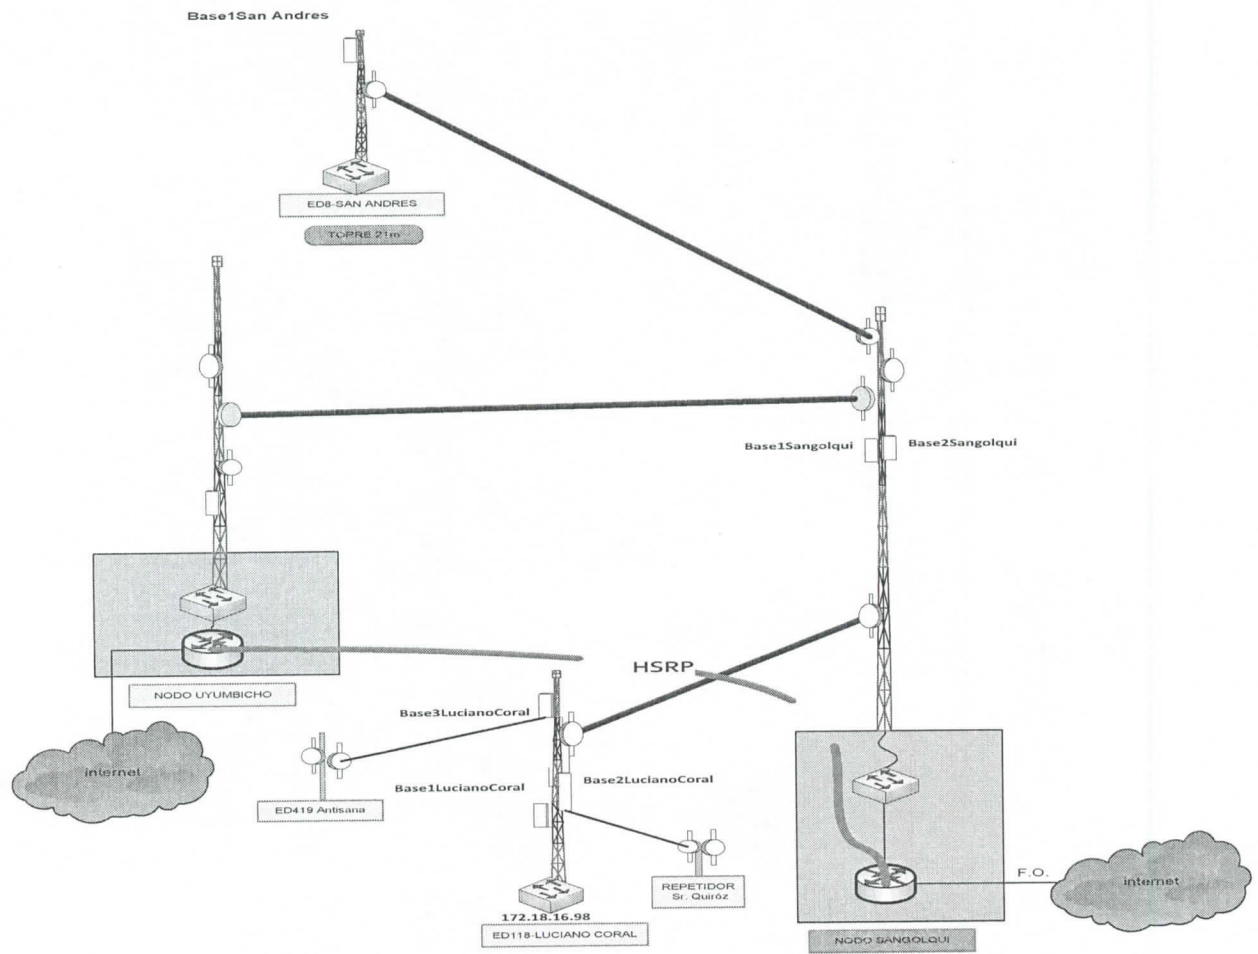 Base1San Andres
ED8-SAN ANDRES
TORRE 21m
Base1Sangolqui
Base2Sangolqui
HSRP
NODO UYUMBICHO
Base3LucianoCoral
internet
Base2LucianoCoral
Base1LucianoCoral
ED419 Antisana
F.O.
internet
REPETIDOR
Sr. Quiróz
172.18.16.98
ED118-LUCIANO CORAL
NODO SANGOLQUI